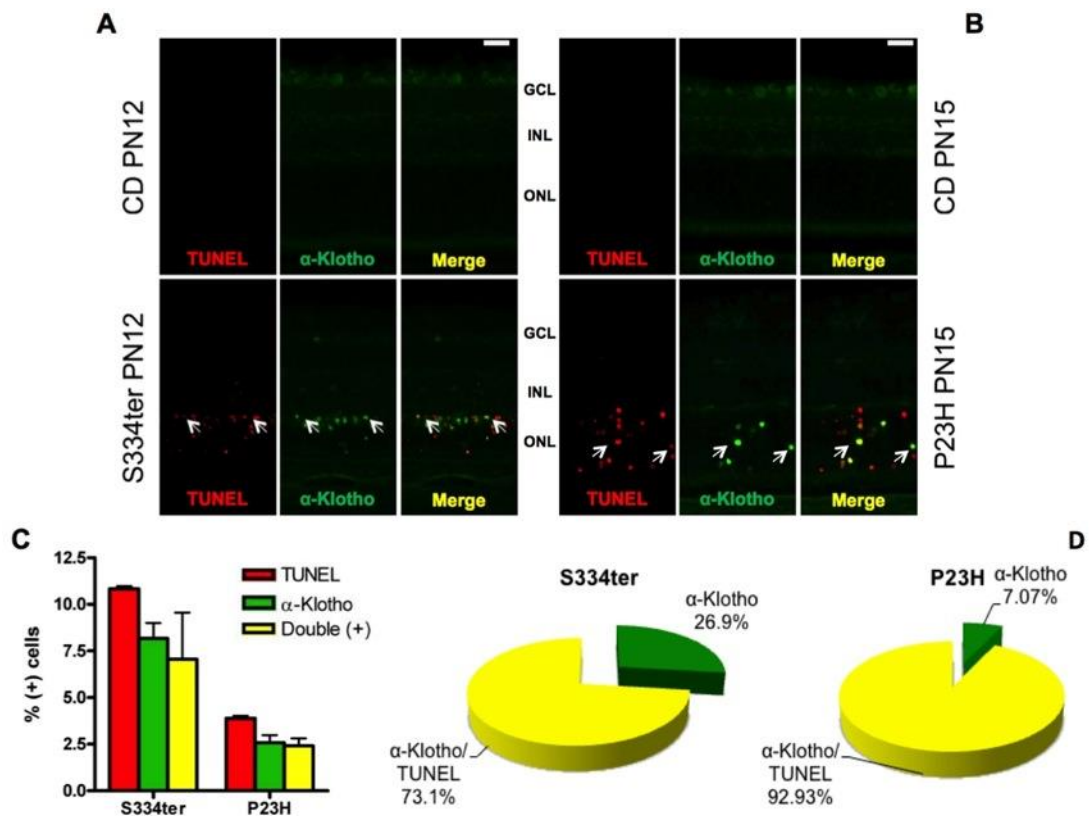 A
B
CD PN12
TUNEL
α-Klotho
Merge
GCL
INL
ONL
TUNEL
α-Klotho
Merge
CD PN15
S334ter PN12
TUNEL
α-Klotho
Merge
GCL
INL
ONL
TUNEL
α-Klotho
Merge
P23H PN15
C
% (+) cells
12.5
10.0
7.5
5.0
2.5
0.0
TUNEL
α-Klotho
Double (+)
S334ter
P23H
D
S334ter
α-Klotho
26.9%
α-Klotho/
TUNEL
73.1%
P23H
α-Klotho
7.07%
α-Klotho/
TUNEL
92.93%